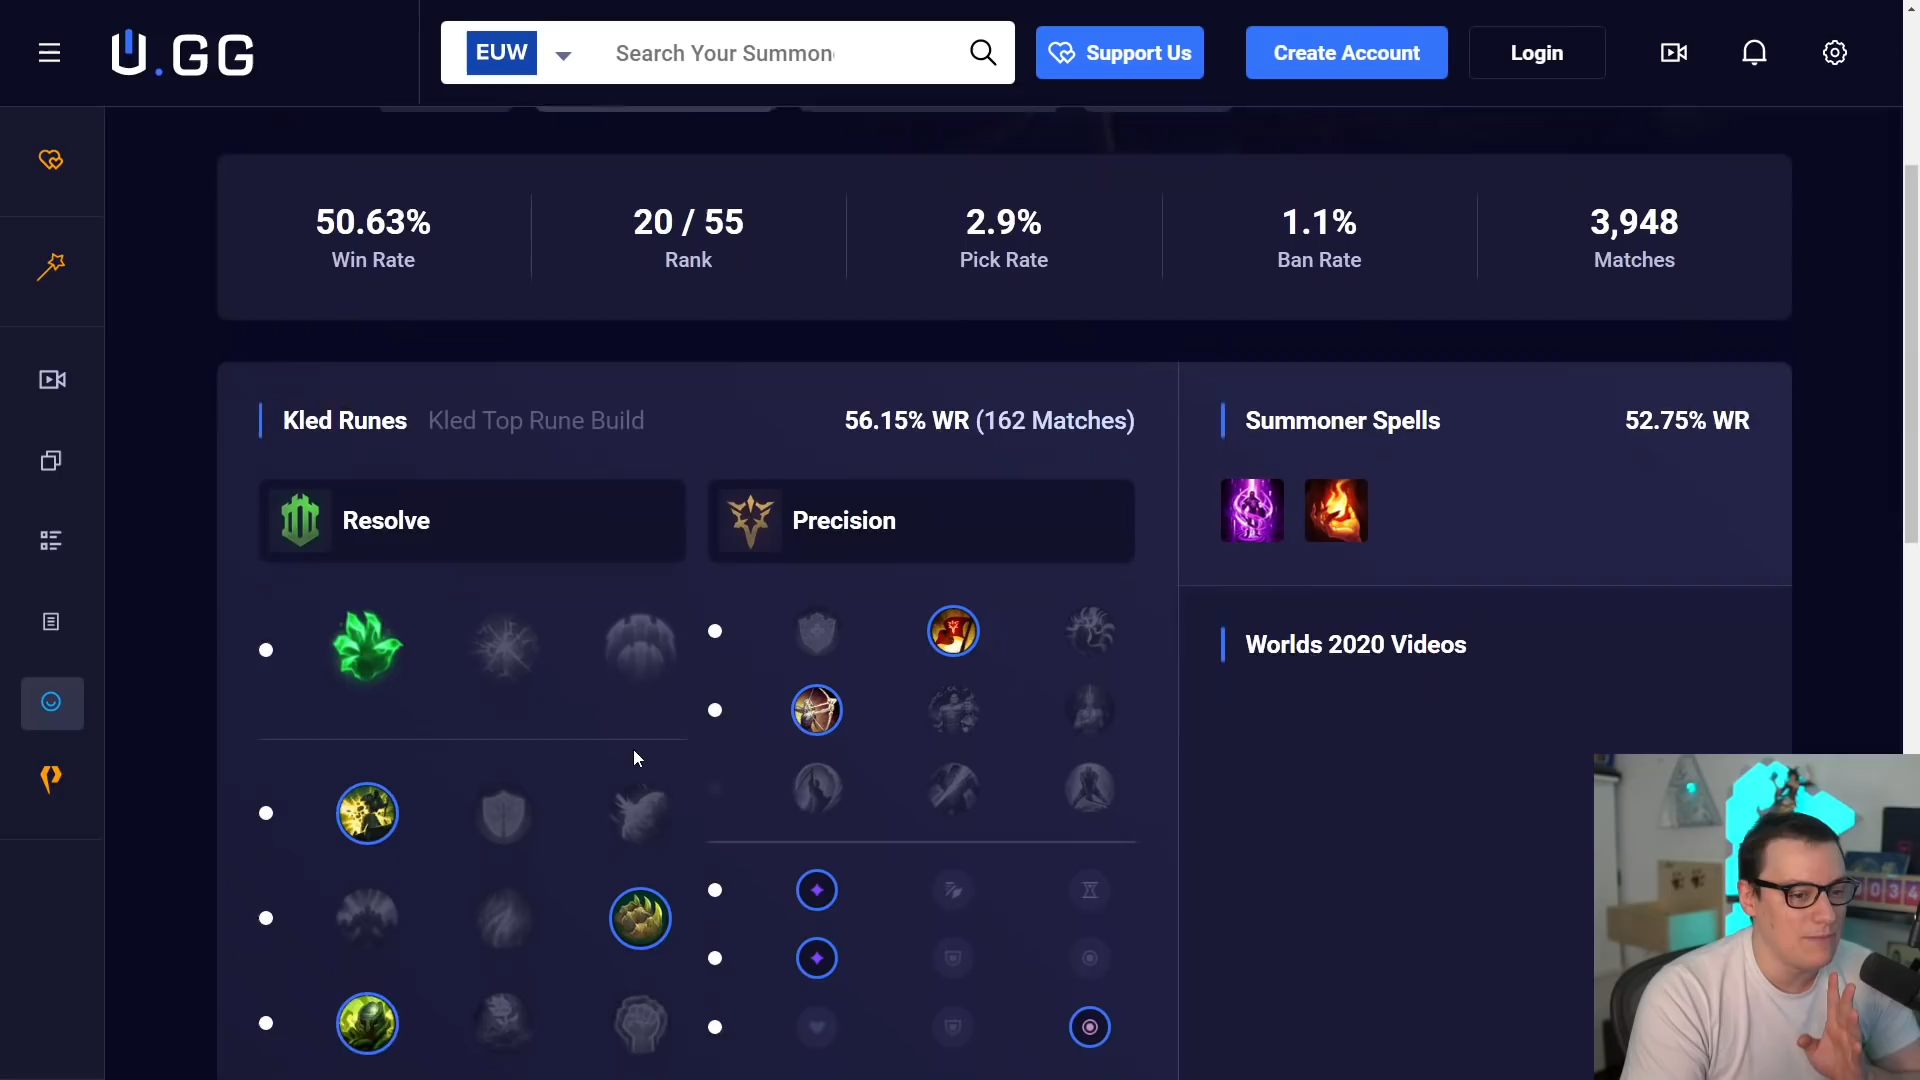 U.GG
EUW
Search Your Summon
Support Us
Create Account
Login
50.63%
Win Rate
20 / 55
Rank
2.9%
Pick Rate
1.1%
Ban Rate
3,948
Matches
Kled Runes Kled Top Rune Build 56.15% WR (162 Matches)
Resolve
Precision
Summoner Spells 52.75% WR
Worlds 2020 Videos